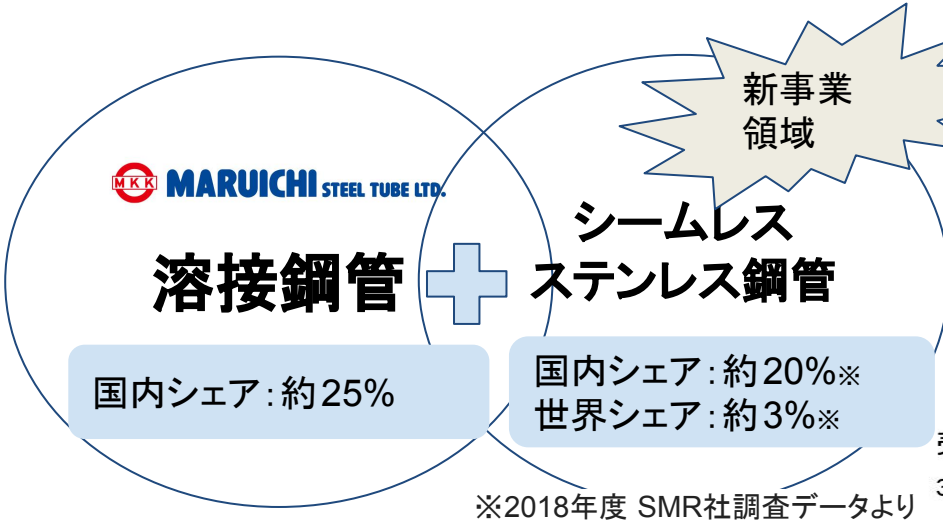 新事業
領域
MKK MARUICHI STEEL TUBE LTD.
溶接鋼管
シームレス
ステンレス鋼管
国内シェア:約25%
国内シェア:約20%※
世界シェア:約3%※
※2018年度 SMR社調査データより